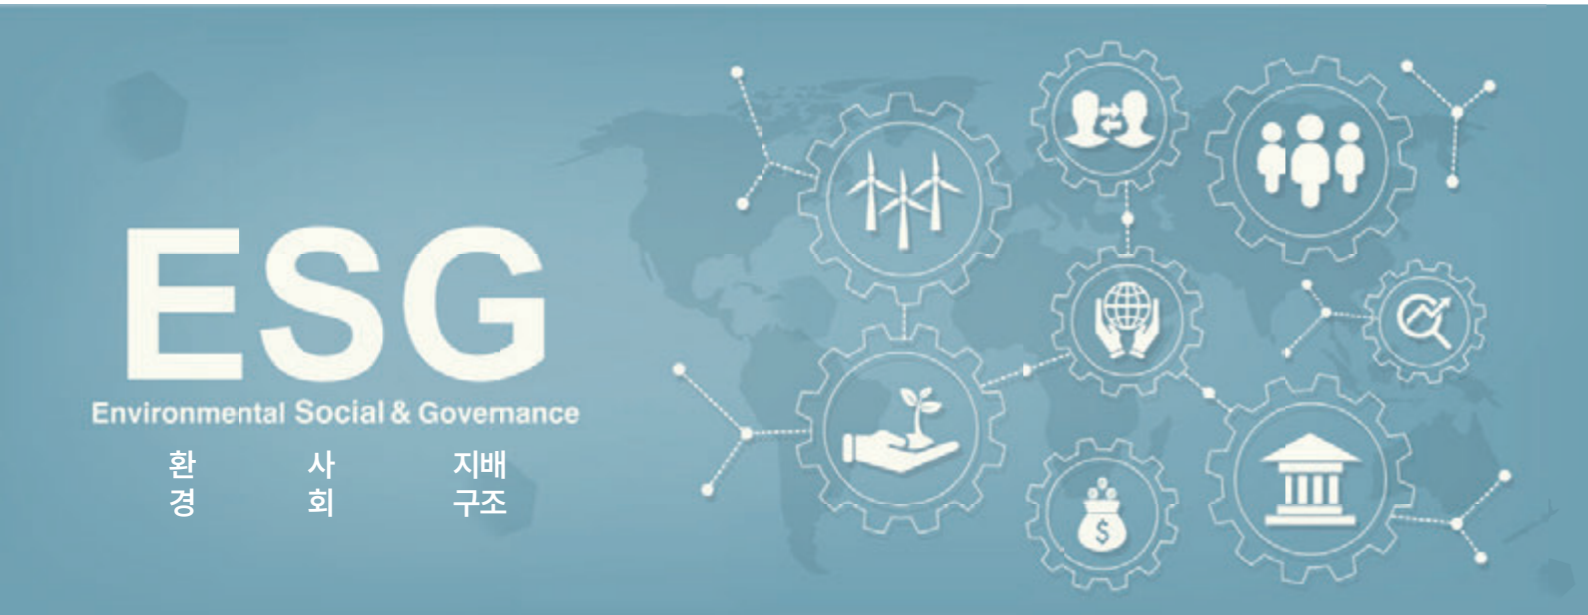 ESG
Environmental Social & Governance
환 사 지배
경 회 구조
$